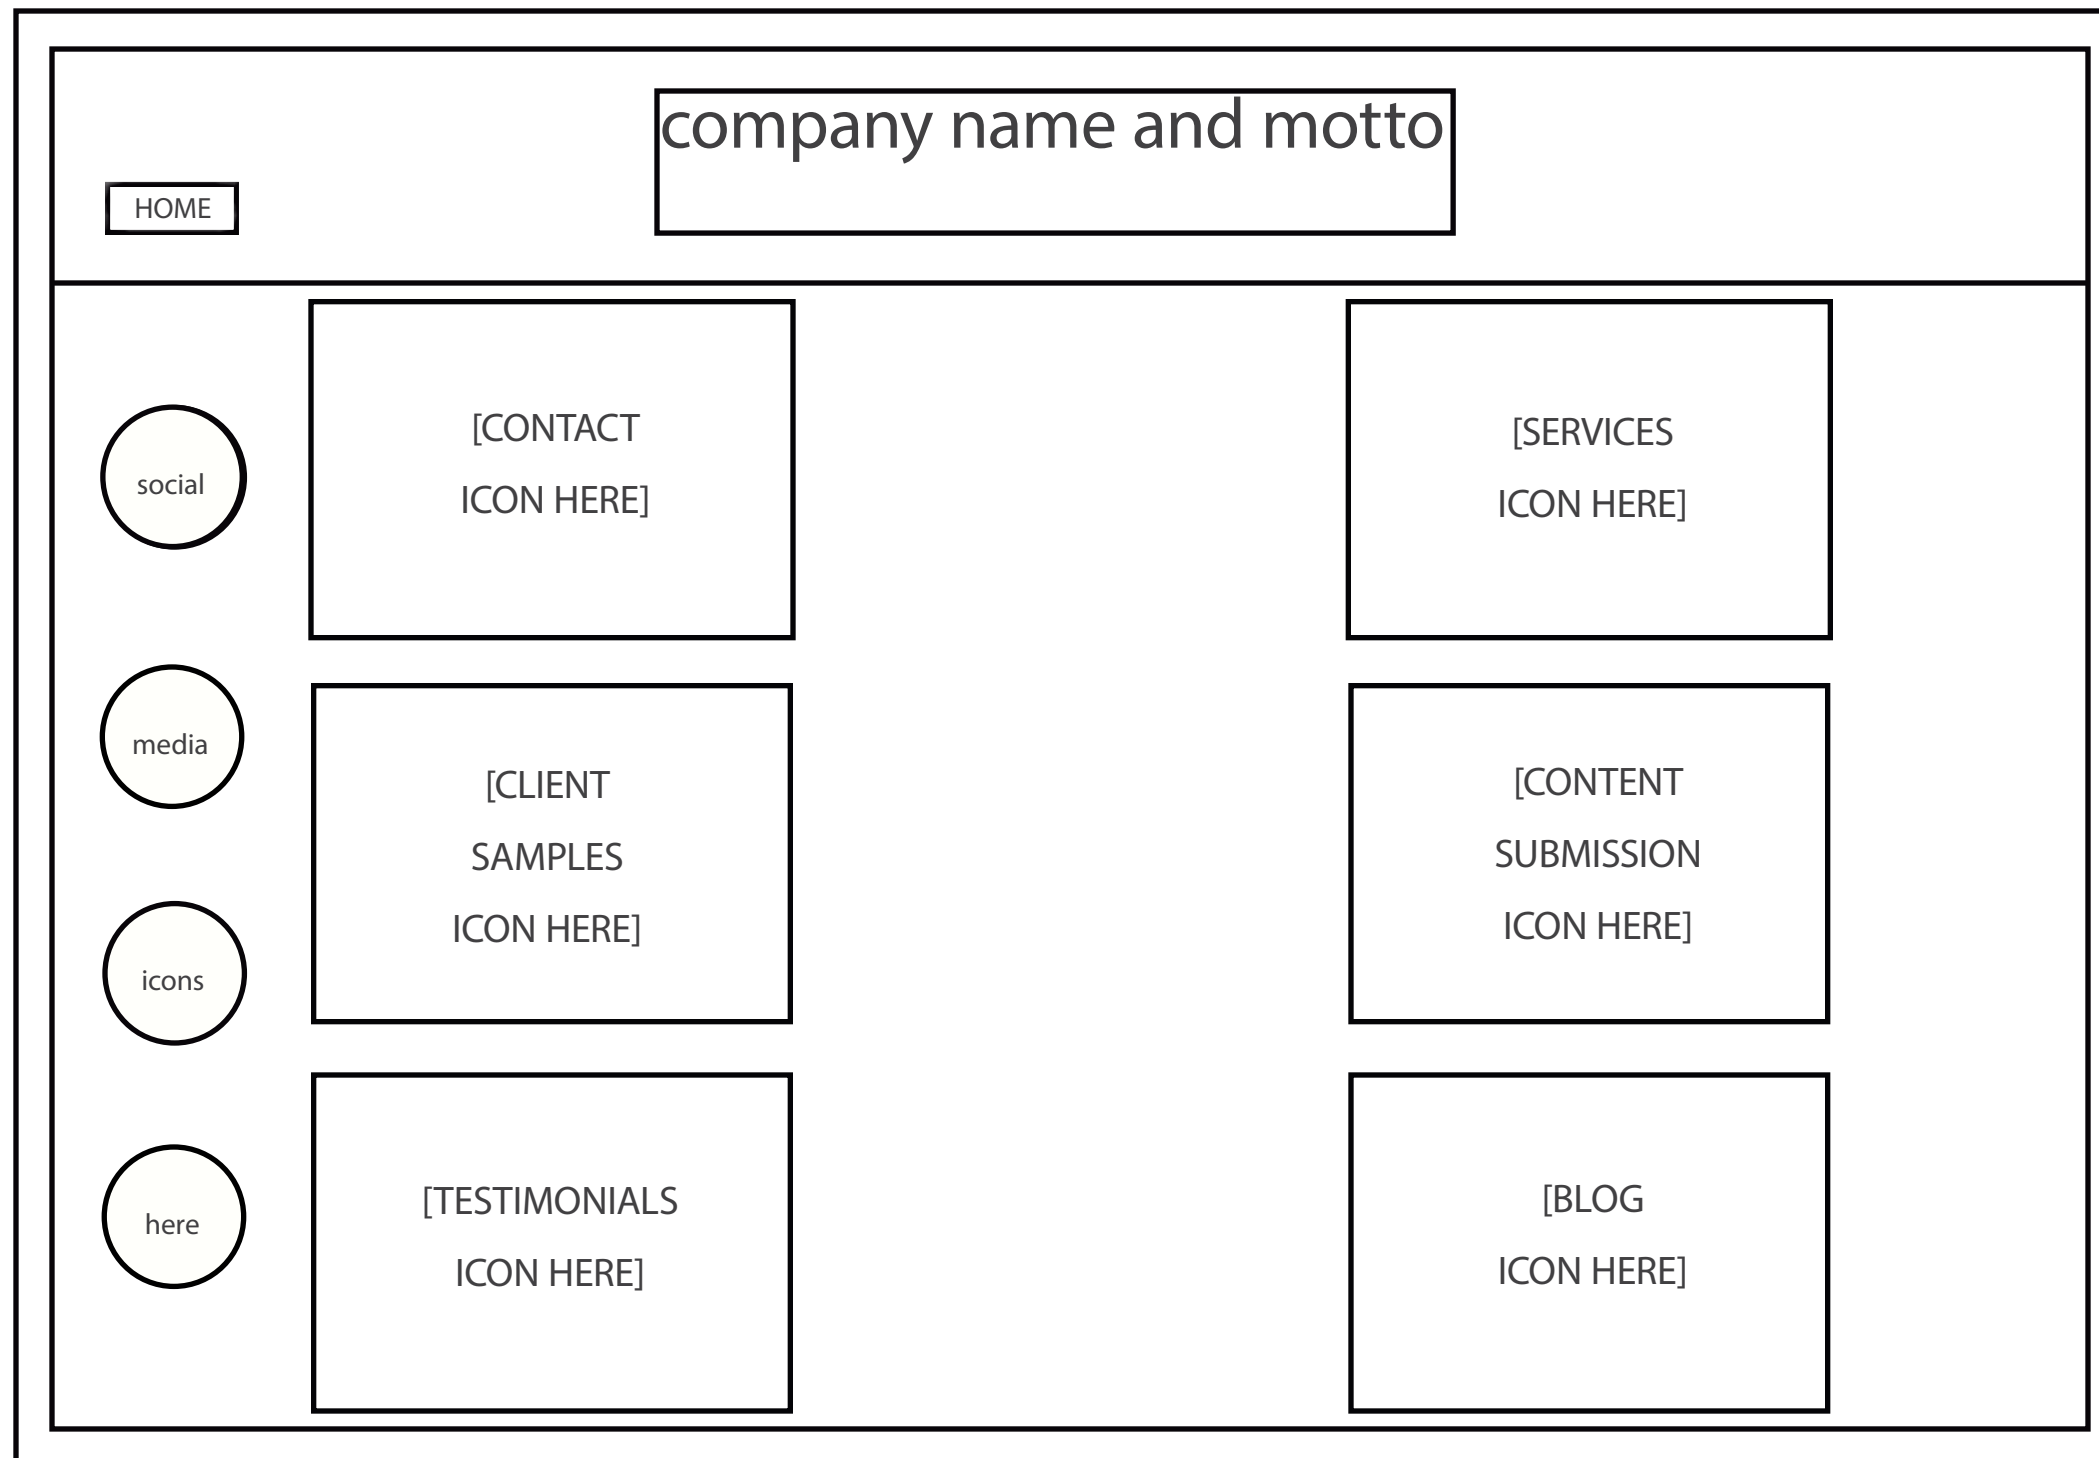 company name and motto
HOME
social
media
icons
here
[CONTACT
ICON HERE]
[SERVICES
ICON HERE]
[CLIENT
SAMPLES
ICON HERE]
[CONTENT
SUBMISSION
ICON HERE]
[TESTIMONIALS
ICON HERE]
[BLOG
ICON HERE]